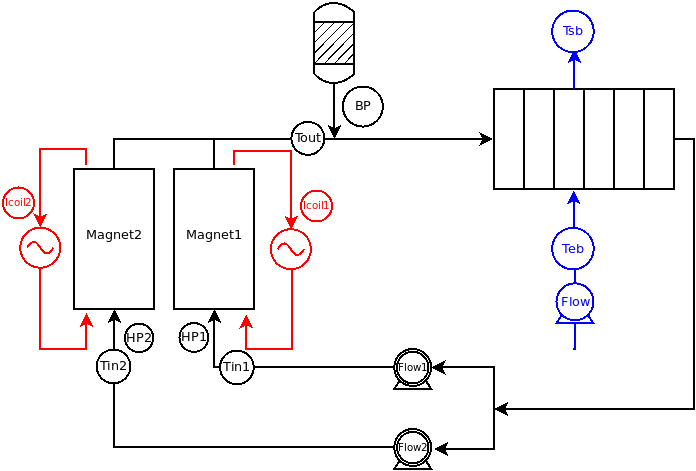 Tsb
BP
Tout
Icoil2
Icoil1
Magnet2
Magnet1
Teb
Flow
HP2
HP1
Tin2
Tin1
Flow1
Flow2